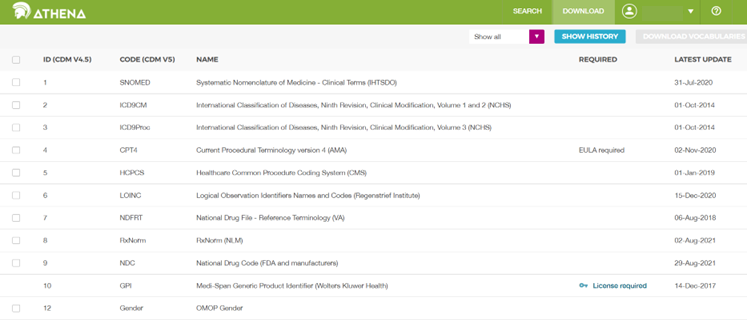 ATHENA SEARCH DOWNLOAD
Show all SHOW HISTORY DOWNLOAD VOCABULARIES
ID (CDM V4.5) CODE (CDM V5) NAME REQUIRED LATEST UPDATE
1 SNOMED Systematic Nomenclature of Medicine - Clinical Terms (IHTSDO) 31-Jul-2020
2 ICD9CM International Classification of Diseases, Ninth Revision, Clinical Modification, Volume 1 and 2 (NCHS) 01-Oct-2014
3 ICD9Proc International Classification of Diseases, Ninth Revision, Clinical Modification, Volume 3 (NCHS) 01-Oct-2014
4 CPT4 Current Procedural Terminology version 4 (AMA) EULA required 02-Nov-2020
5 HCPCS Healthcare Common Procedure Coding System (CMS) 01-Jan-2019
6 LOINC Logical Observation Identifiers Names and Codes (Regenstrief Institute) 15-Dec-2020
7 NDFRT National Drug File - Reference Terminology (VA) 06-Aug-2018
8 RxNorm RxNorm (NLM) 02-Aug-2021
9 NDC National Drug Code (FDA and manufacturers) 29-Aug-2021
10 GPI Medi-Span Generic Product Identifier (Wolters Kluwer Health) License required 14-Dec-2017
12 Gender OMOP Gender